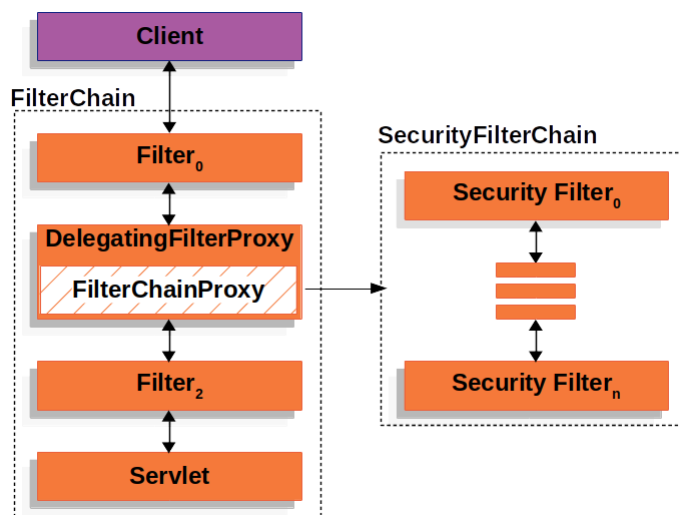 Client
FilterChain
Filter0
DelegatingFilterProxy
FilterChainProxy
Filter2
Servlet
SecurityFilterChain
Security Filter0
Security Filtern